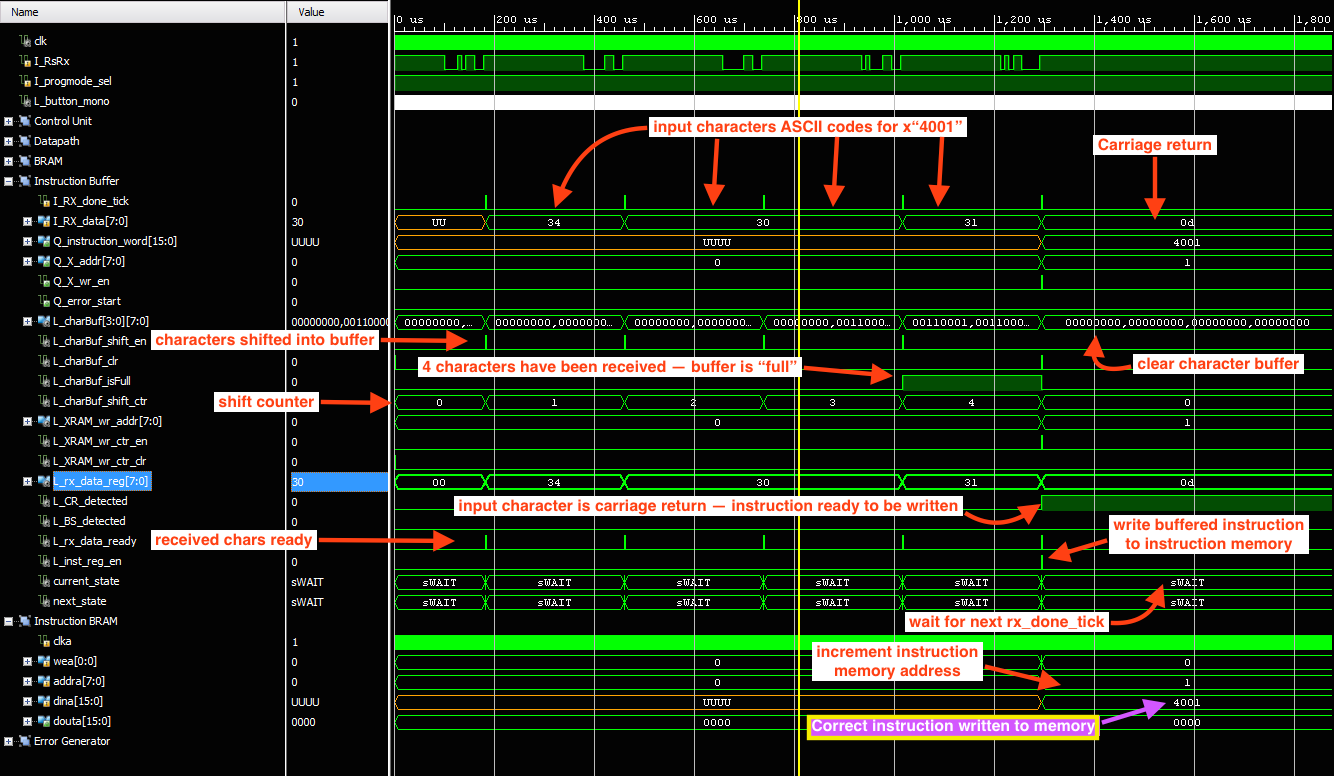 Name Value 0 us 200 us 400 us 600 us 800 us 1,000 us 1,200 us 1,400 us 1,600 us 1,800
clk 1
I_RsRx 1
I_progmode_sel 1
L_button_mono 0
Control Unit
input characters ASCII codes for x“4001”
Datapath
Carriage return
BRAM
Instruction Buffer
I_RX_done_tick 0
I_RX_data[7:0] 30 UU 34 30 31 0d
Q_instruction_word[15:0] UUUU UUUU 4001
Q_X_addr[7:0] 0 0 1
Q_X_wr_en 0
Q_error_start 0
L_charBuf[3:0][7:0] 00000000,00110000 00000000,... 00000000,0000000... 00000000,0000000... 00000000,0011000... 00110001,0011000... 00000000,00000000,00000000,00000000
L_charBuf_shift_en characters shifted into buffer
L_charBuf_clr 0
4 characters have been received — buffer is “full”
clear character buffer
L_charBuf_isFull 0
L_charBuf_shift_ctr shift counter 0 1 2 3 4 0
L_XRAM_wr_addr[7:0] 0 0 1
L_XRAM_wr_ctr_en 0
L_XRAM_wr_ctr_clr 0
L_rx_data_reg[7:0] 30 00 34 30 31 0d
L_CR_detected 0
input character is carriage return — instruction ready to be written
L_BS_detected 0
write buffered instruction
to instruction memory
L_rx_data_ready received chars ready
L_inst_reg_en 0
current_state sWAIT sWAIT sWAIT sWAIT sWAIT sWAIT sWAIT
next_state sWAIT sWAIT sWAIT sWAIT sWAIT sWAIT sWAIT
Instruction BRAM
wait for next rx_done_tick
clka 1
increment instruction
memory address
wea[0:0] 0 0 0
addra[7:0] 0 0 1
dina[15:0] UUUU UUUU 4001
douta[15:0] 0000 0000 0000
Correct instruction written to memory
Error Generator